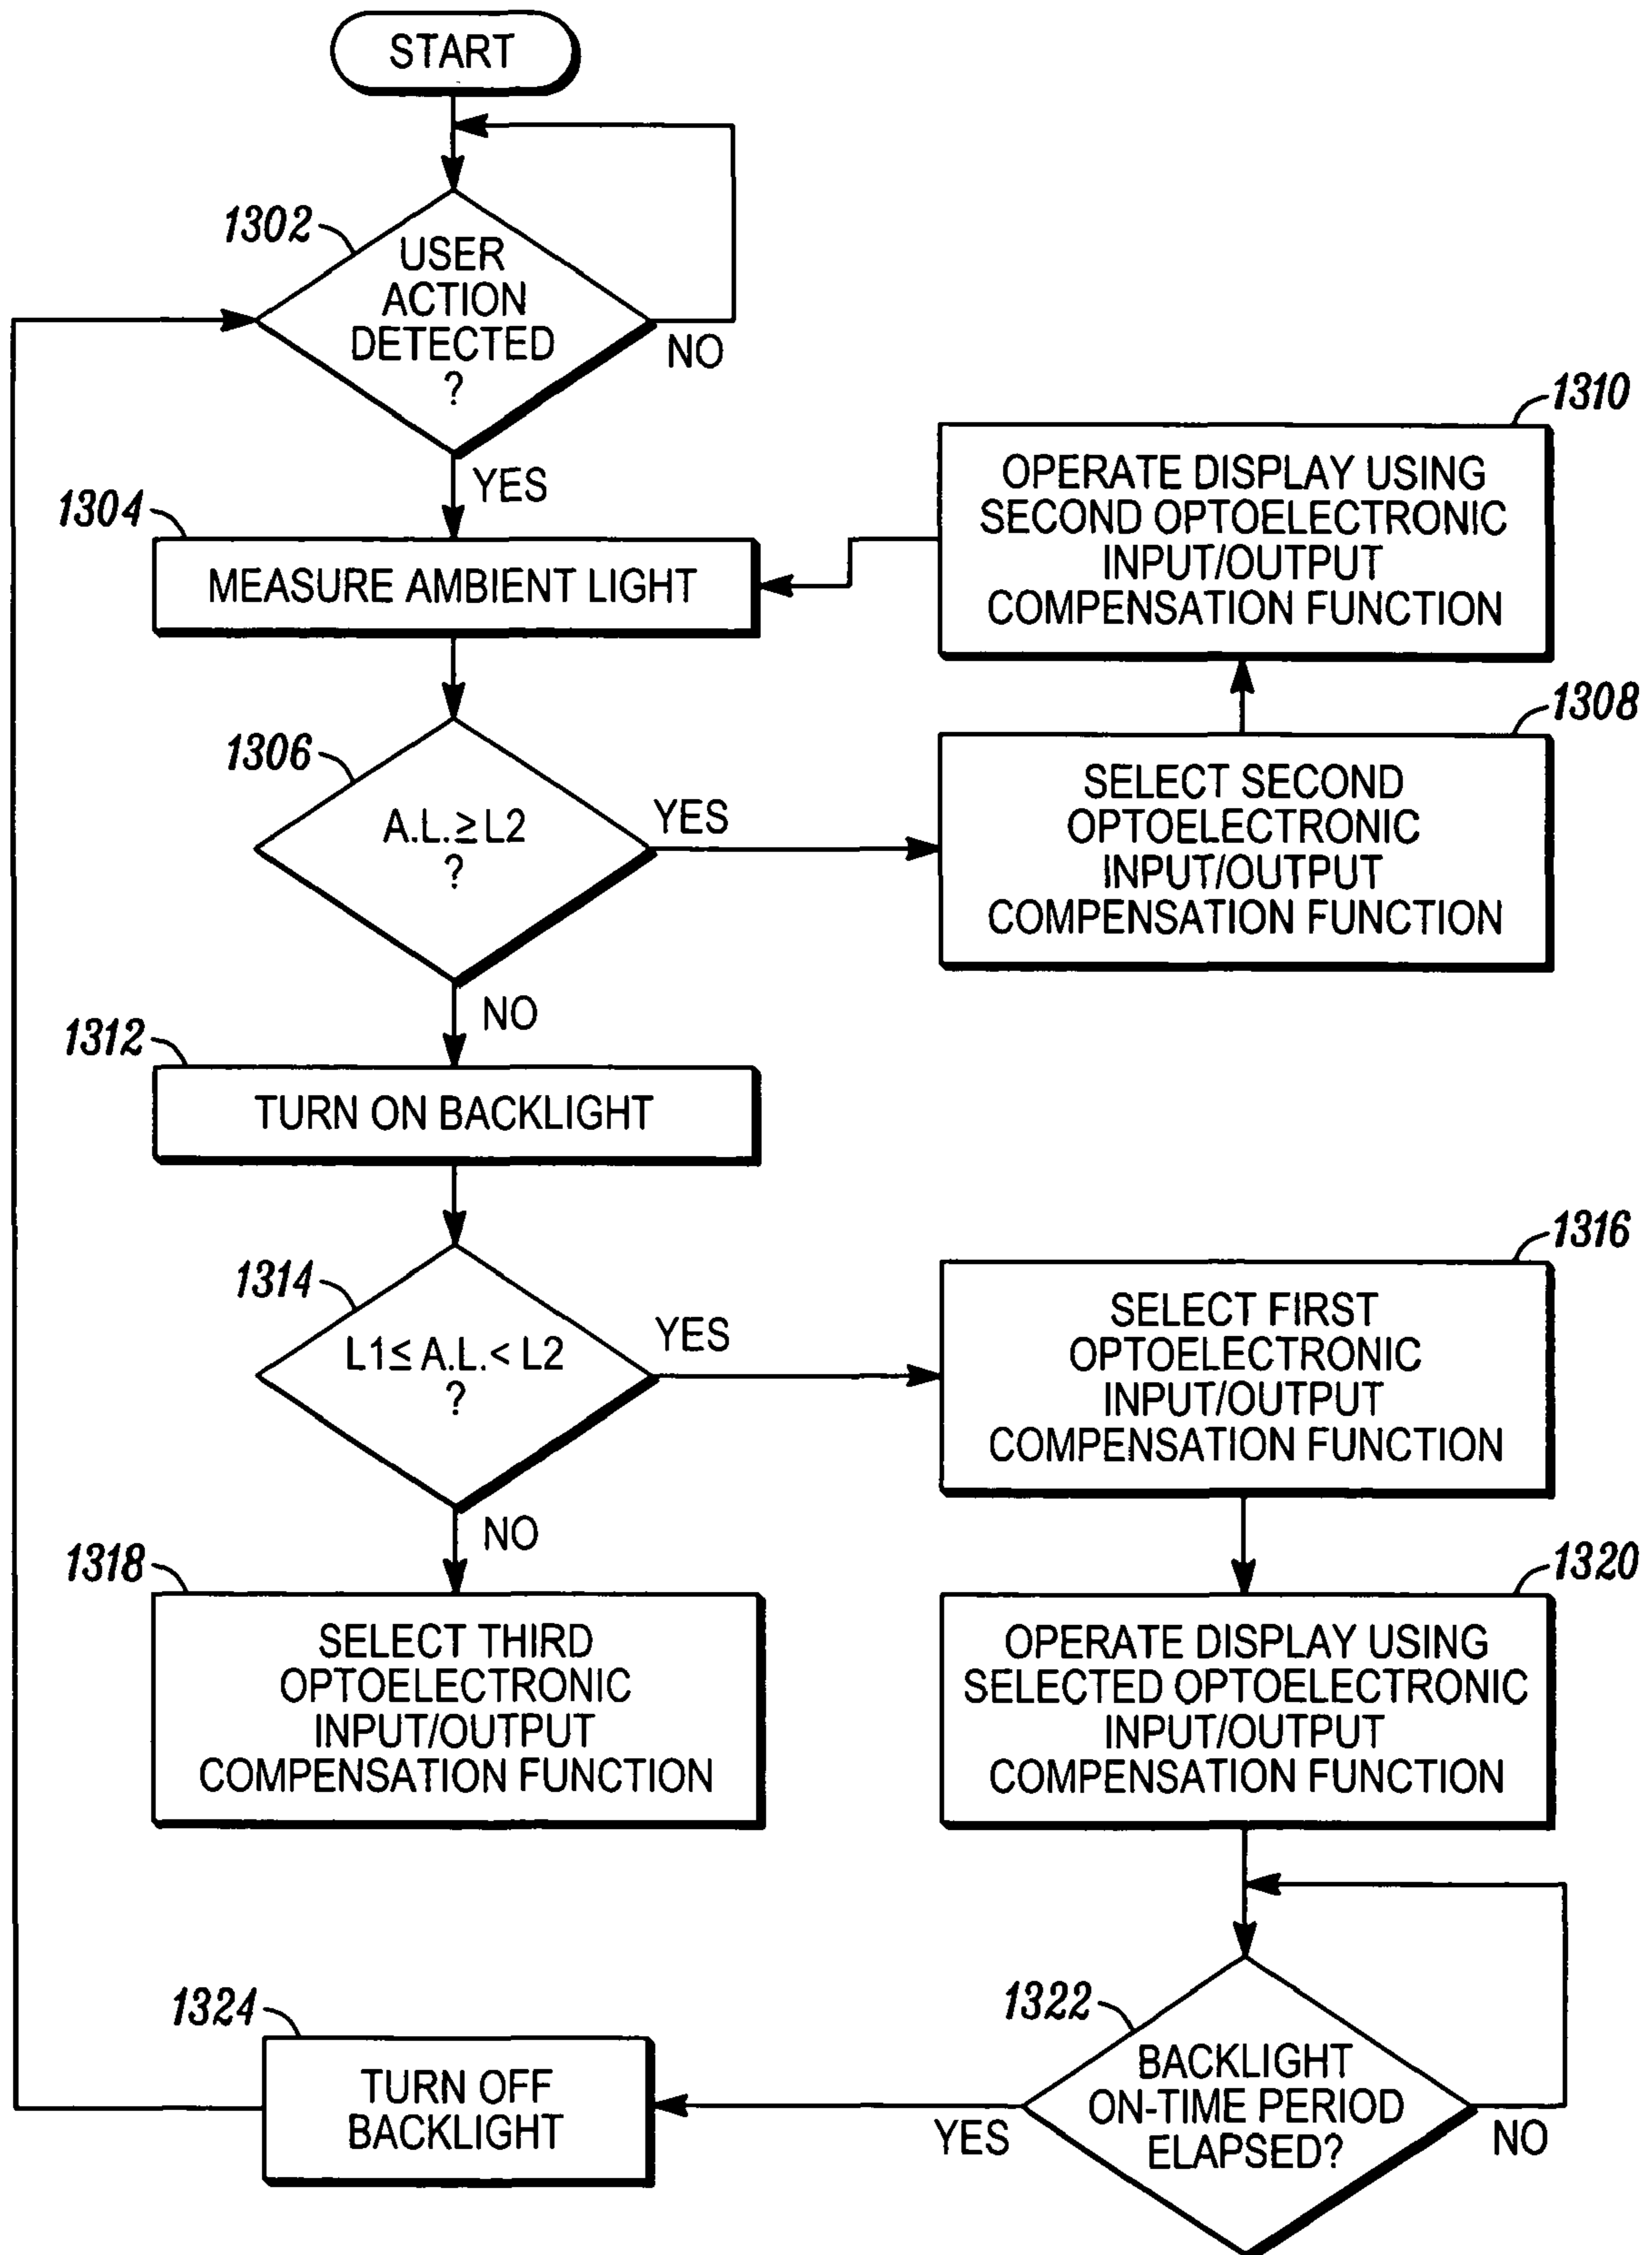 START
1302
USER
ACTION
DETECTED
?
NO
YES
1304
MEASURE AMBIENT LIGHT
1310
OPERATE DISPLAY USING
SECOND OPTOELECTRONIC
INPUT/OUTPUT
COMPENSATION FUNCTION
1306
A.L. ≥ L2
?
YES
1308
SELECT SECOND
OPTOELECTRONIC
INPUT/OUTPUT
COMPENSATION FUNCTION
NO
1312
TURN ON BACKLIGHT
1314
L1 ≤ A.L. < L2
?
YES
1316
SELECT FIRST
OPTOELECTRONIC
INPUT/OUTPUT
COMPENSATION FUNCTION
NO
1318
SELECT THIRD
OPTOELECTRONIC
INPUT/OUTPUT
COMPENSATION FUNCTION
1320
OPERATE DISPLAY USING
SELECTED OPTOELECTRONIC
INPUT/OUTPUT
COMPENSATION FUNCTION
1322
BACKLIGHT
ON-TIME PERIOD
ELAPSED?
NO
YES
1324
TURN OFF
BACKLIGHT